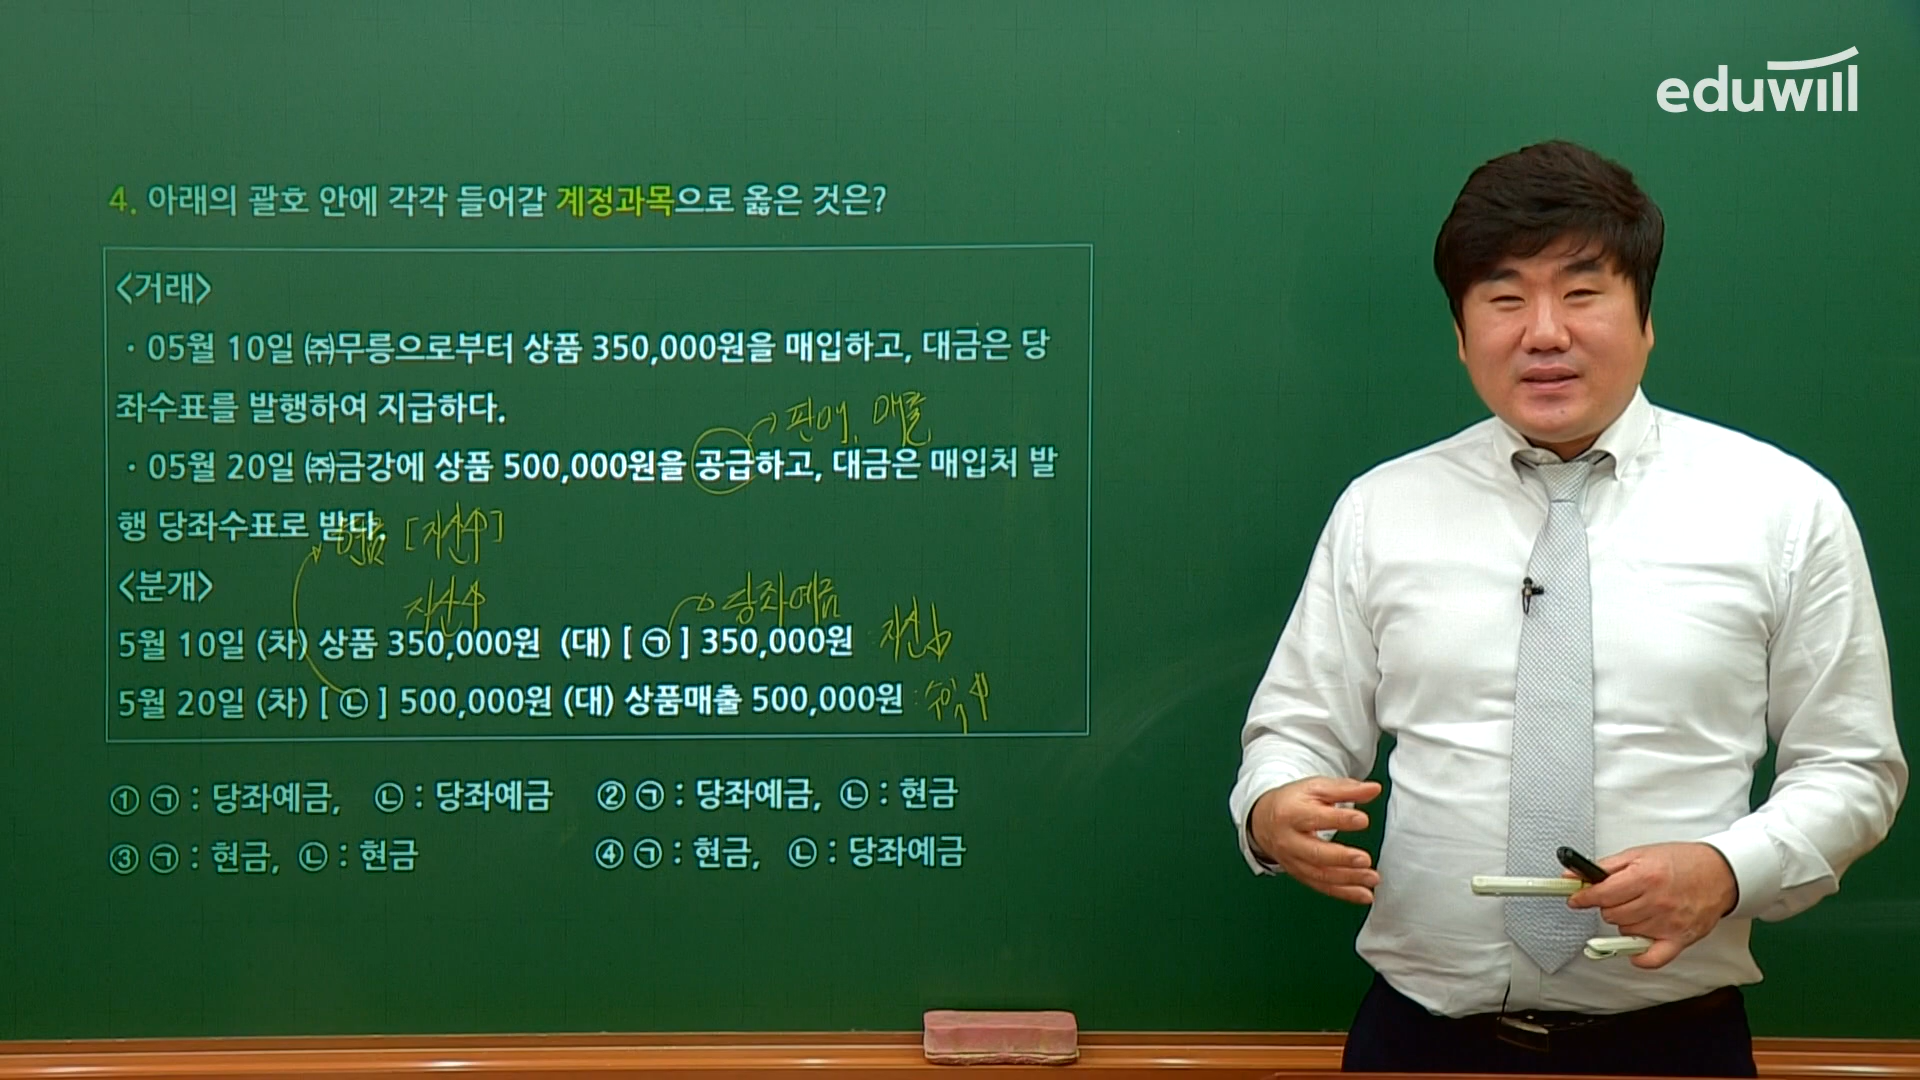 eduwill
4. 아래의 괄호 안에 각각 들어갈 계정과목으로 옳은 것은?
<거래>
· 05월 10일 ㈜무릉으로부터 상품 350,000원을 매입하고, 대금은 당
좌수표를 발행하여 지급하다.
판매, 매출
· 05월 20일 ㈜금강에 상품 500,000원을 공급하고, 대금은 매입처 발
행 당좌수표로 받다.
현금 [자산↑]
<분개>
자산↑ 당좌예금
5월 10일 (차) 상품 350,000원 (대) [ ㉠ ] 350,000원 : 자산↓
5월 20일 (차) [ ㉡ ] 500,000원 (대) 상품매출 500,000원 : 수익↑
① ㉠ : 당좌예금, ㉡ : 당좌예금 ② ㉠ : 당좌예금, ㉡ : 현금
③ ㉠ : 현금, ㉡ : 현금 ④ ㉠ : 현금, ㉡ : 당좌예금